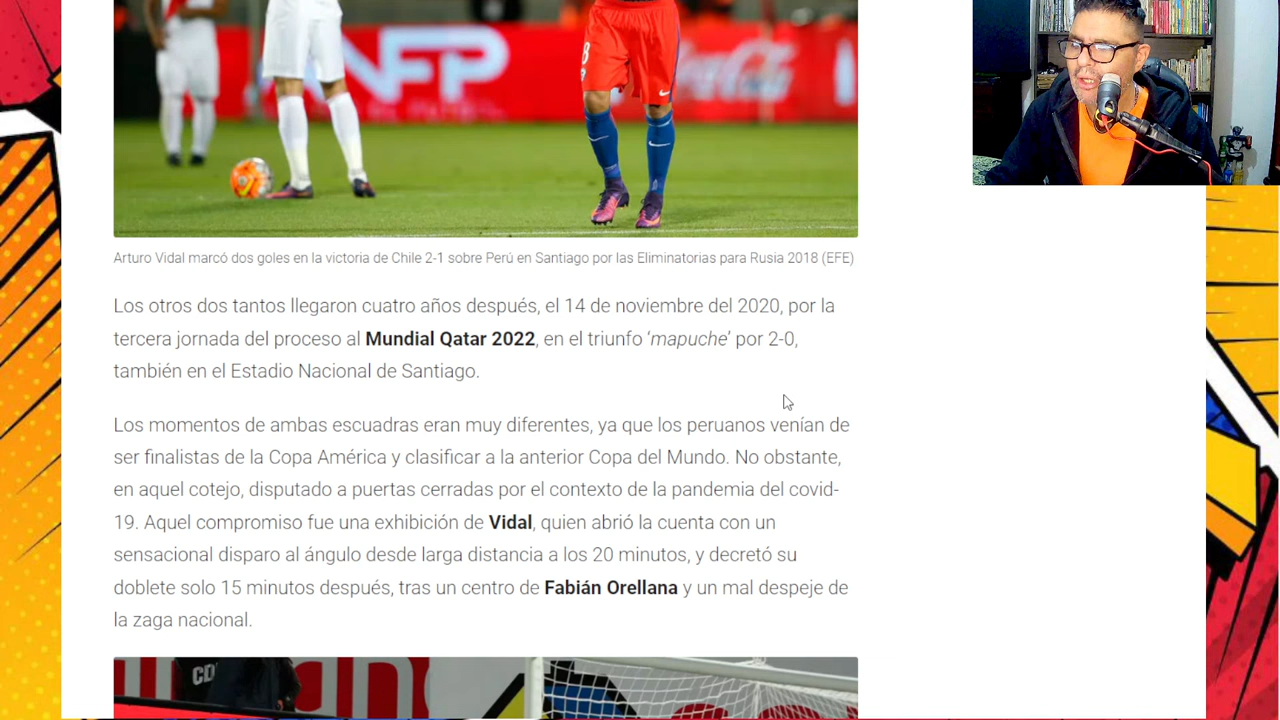 NFP
Coca-Cola
8
Arturo Vidal marcó dos goles en la victoria de Chile 2-1 sobre Perú en Santiago por las Eliminatorias para Rusia 2018 (EFE)
Los otros dos tantos llegaron cuatro años después, el 14 de noviembre del 2020, por la
tercera jornada del proceso al Mundial Qatar 2022, en el triunfo ‘mapuche’ por 2-0,
también en el Estadio Nacional de Santiago.
Los momentos de ambas escuadras eran muy diferentes, ya que los peruanos venían de
ser finalistas de la Copa América y clasificar a la anterior Copa del Mundo. No obstante,
en aquel cotejo, disputado a puertas cerradas por el contexto de la pandemia del covid-
19. Aquel compromiso fue una exhibición de Vidal, quien abrió la cuenta con un
sensacional disparo al ángulo desde larga distancia a los 20 minutos, y decretó su
doblete solo 15 minutos después, tras un centro de Fabián Orellana y un mal despeje de
la zaga nacional.
CD